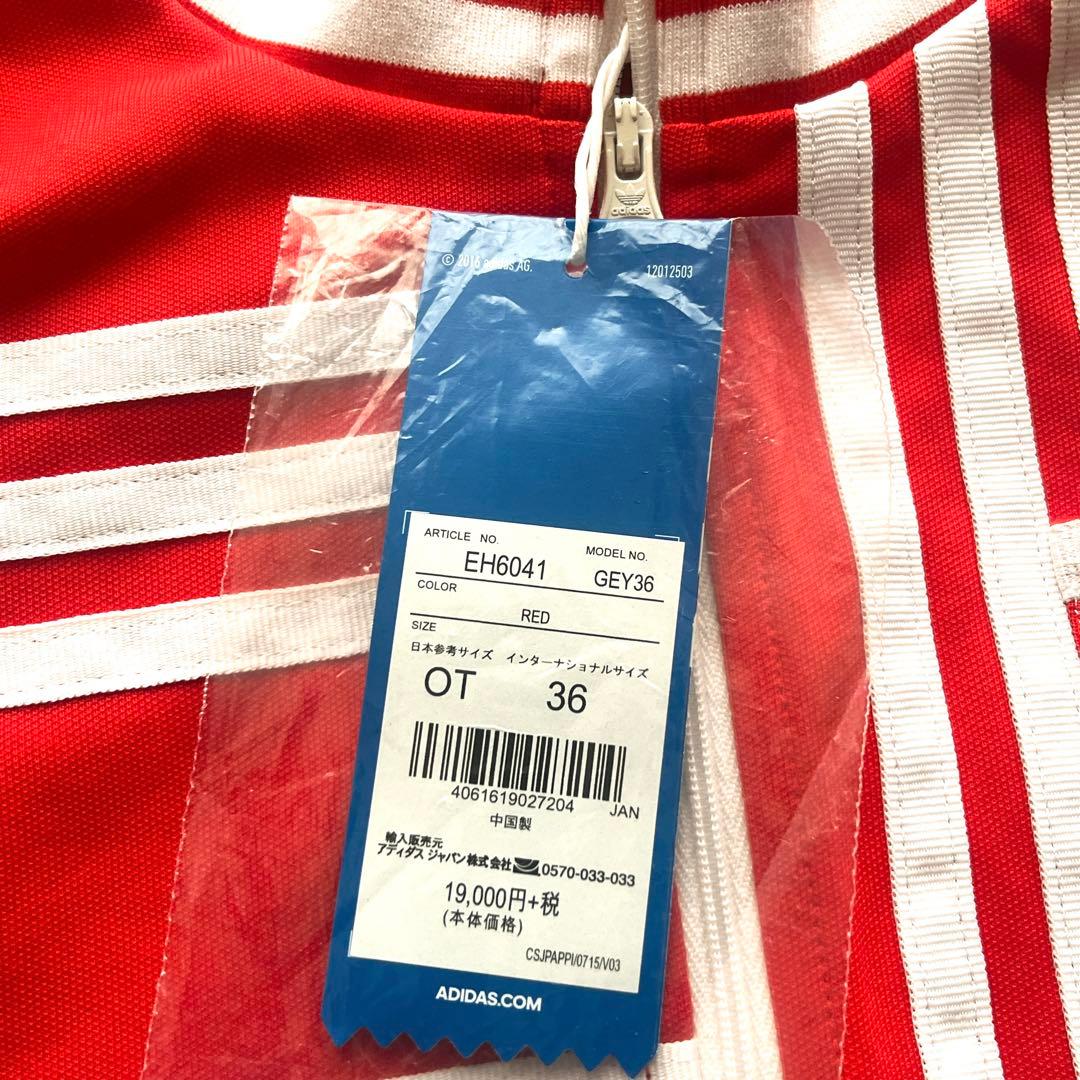 adidas
© 2016 adidas AG.
12012503
ARTICLE NO.
MODEL NO.
EH6041
GEY36
COLOR
RED
SIZE
日本参考サイズ インターナショナルサイズ
OT 36
4061619027204 JAN
中国製
輸入販売元
アディダス ジャパン株式会社 0570-033-033
19,000円+税
(本体価格)
CSJPAPPI/0715/V03
ADIDAS.COM